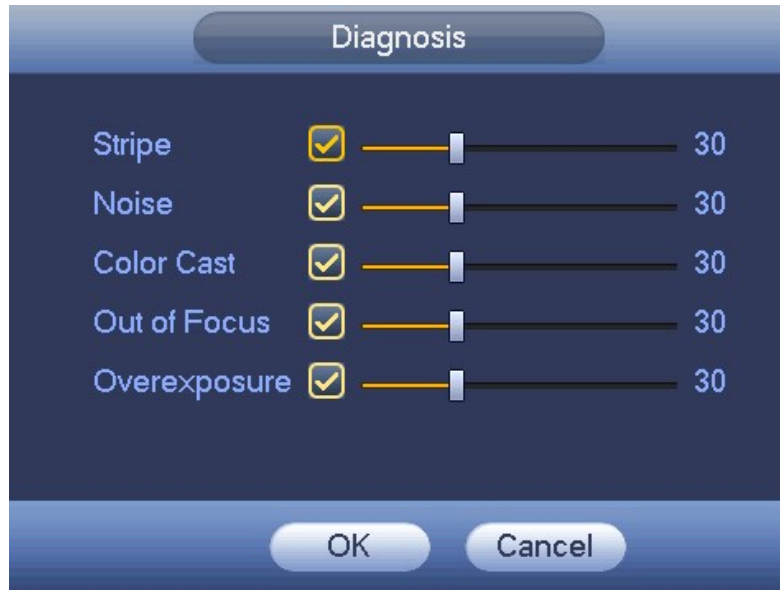 Diagnosis
Stripe 30
Noise 30
Color Cast 30
Out of Focus 30
Overexposure 30
OK Cancel